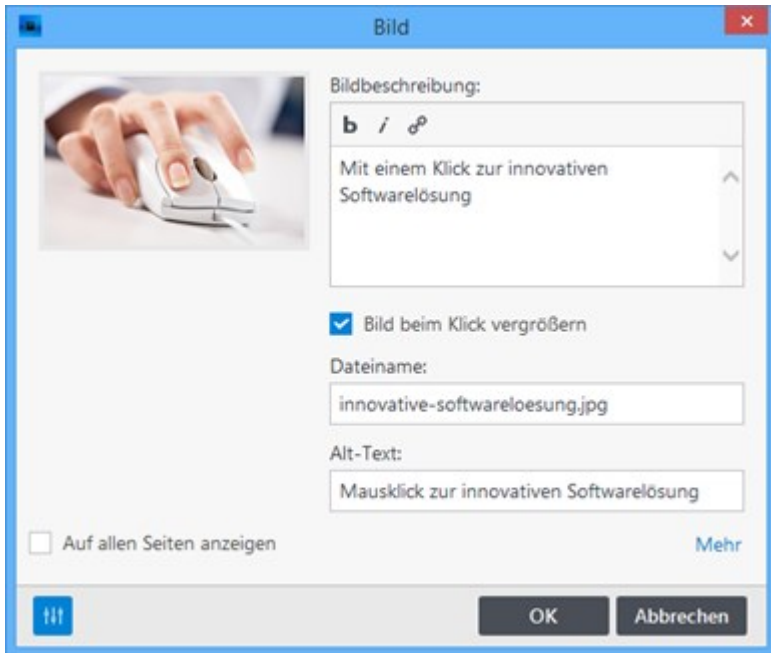 Bild
Bildbeschreibung:
b i
Mit einem Klick zur innovativen
Softwarelösung
Bild beim Klick vergrößern
Dateiname:
innovative-softwareloesung.jpg
Alt-Text:
Mausklick zur innovativen Softwarelösung
Auf allen Seiten anzeigen
Mehr
OK
Abbrechen